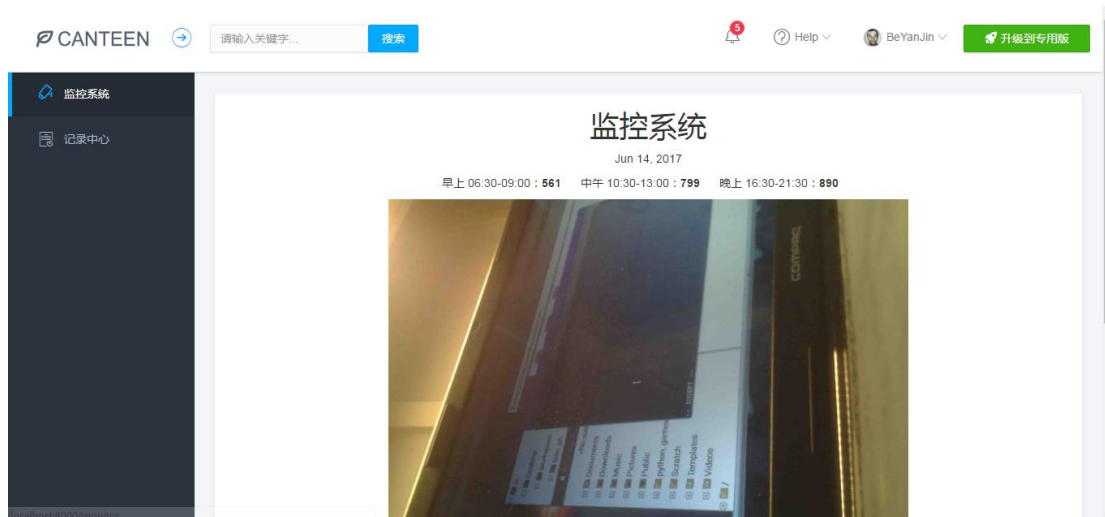 CANTEEN
请输入关键字...
搜索
5
Help
BeYanJin
升级到专用版
监控系统
记录中心
监控系统
Jun 14, 2017
早上 06:30-09:00：561 中午 10:30-13:00：799 晚上 16:30-21:30：890
COMPAQ
Documents
Downloads
Music
Pictures
Public
python_games
Scratch
Templates
Videos
/
localhost:8000/monitor